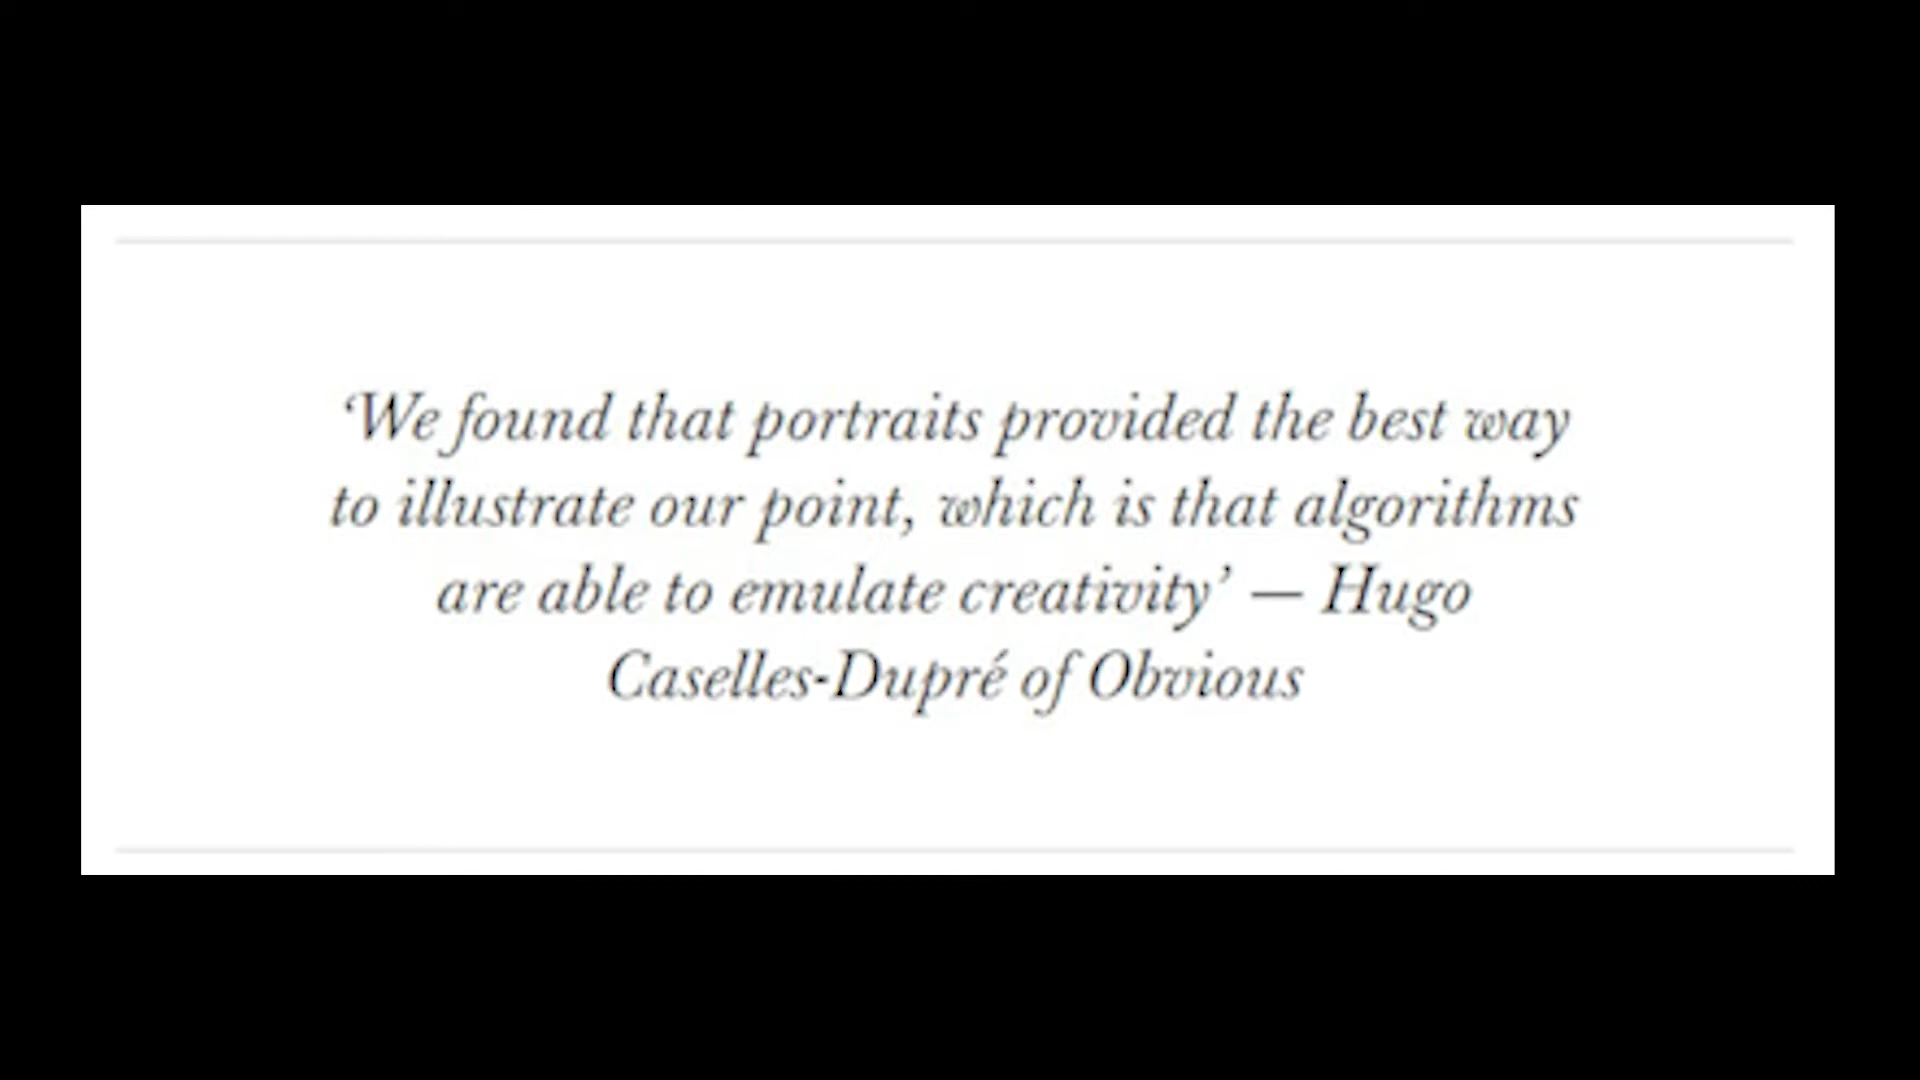 ‘We found that portraits provided the best way
to illustrate our point, which is that algorithms
are able to emulate creativity’ — Hugo
Caselles-Dupré of Obvious